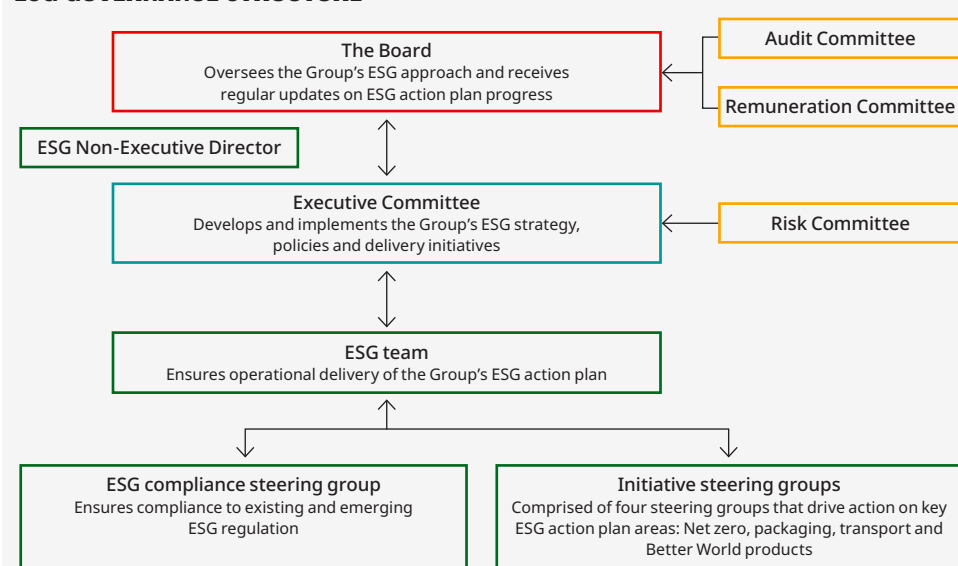 ESG GOVERNANCE STRUCTURE
The Board
Oversees the Group's ESG approach and receives
regular updates on ESG action plan progress
Audit Committee
Remuneration Committee
ESG Non-Executive Director
Executive Committee
Develops and implements the Group's ESG strategy,
policies and delivery initiatives
Risk Committee
ESG team
Ensures operational delivery of the Group's ESG action plan
ESG compliance steering group
Ensures compliance to existing and emerging
ESG regulation
Initiative steering groups
Comprised of four steering groups that drive action on key
ESG action plan areas: Net zero, packaging, transport and
Better World products